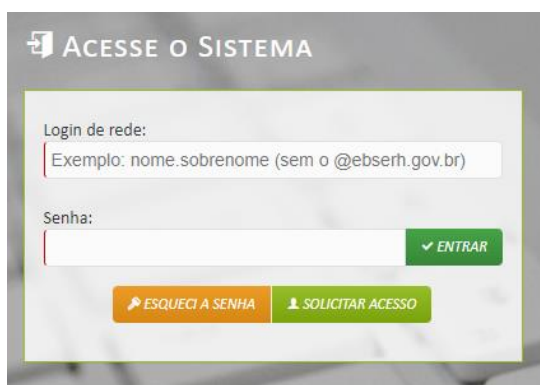 ACESSE O SISTEMA
Login de rede:
Exemplo: nome.sobrenome (sem o @ebserh.gov.br)
Senha:
ENTRAR
ESQUECI A SENHA SOLICITAR ACESSO